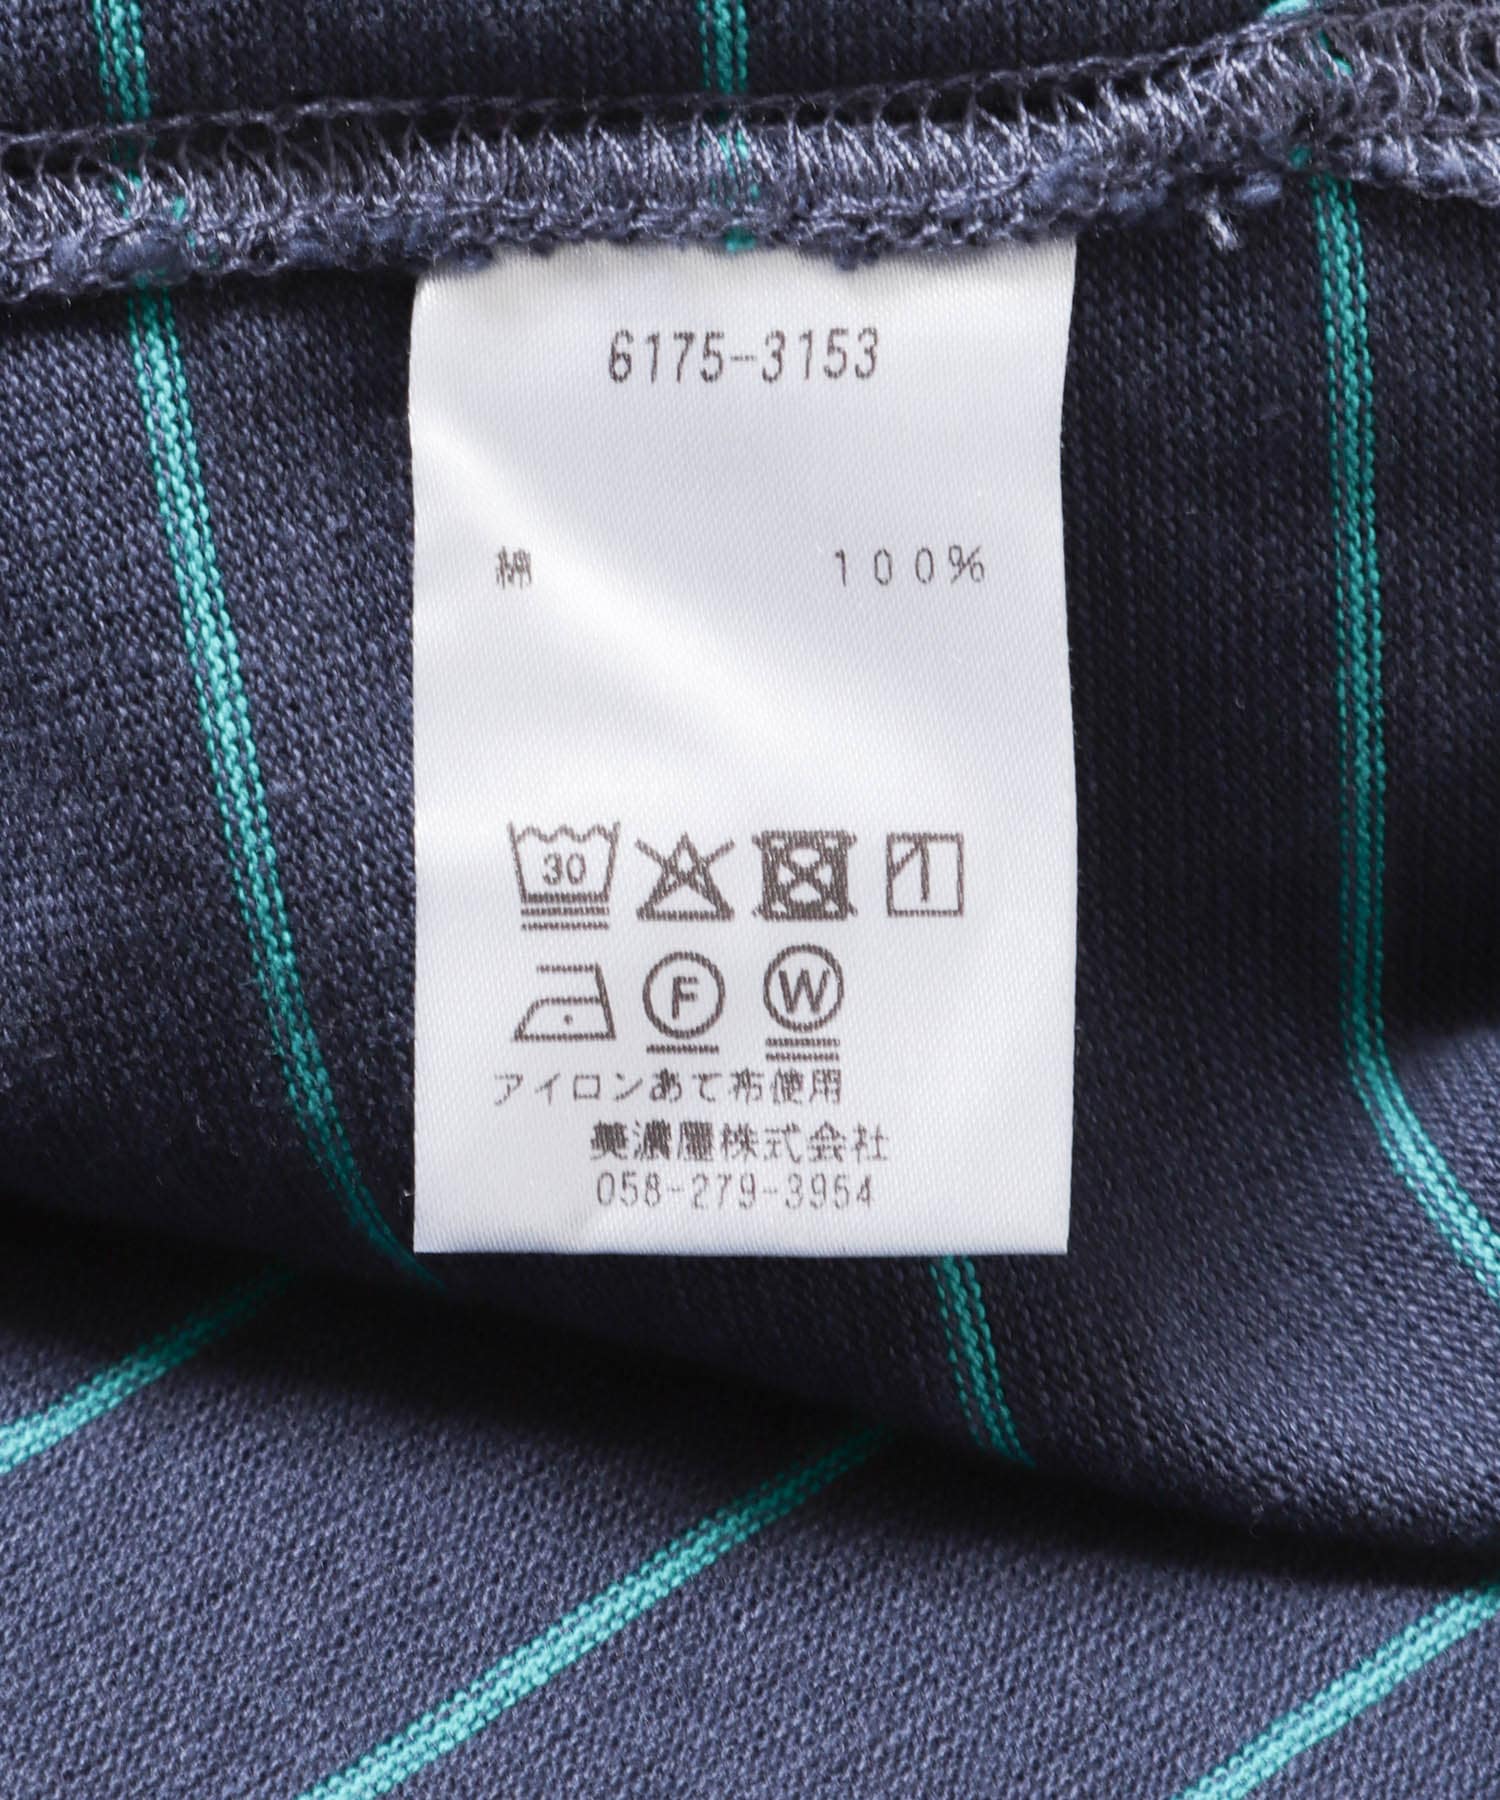 6175-3153
綿 100%
30
F W
アイロンあて布使用
美濃屋株式会社
058-279-3954